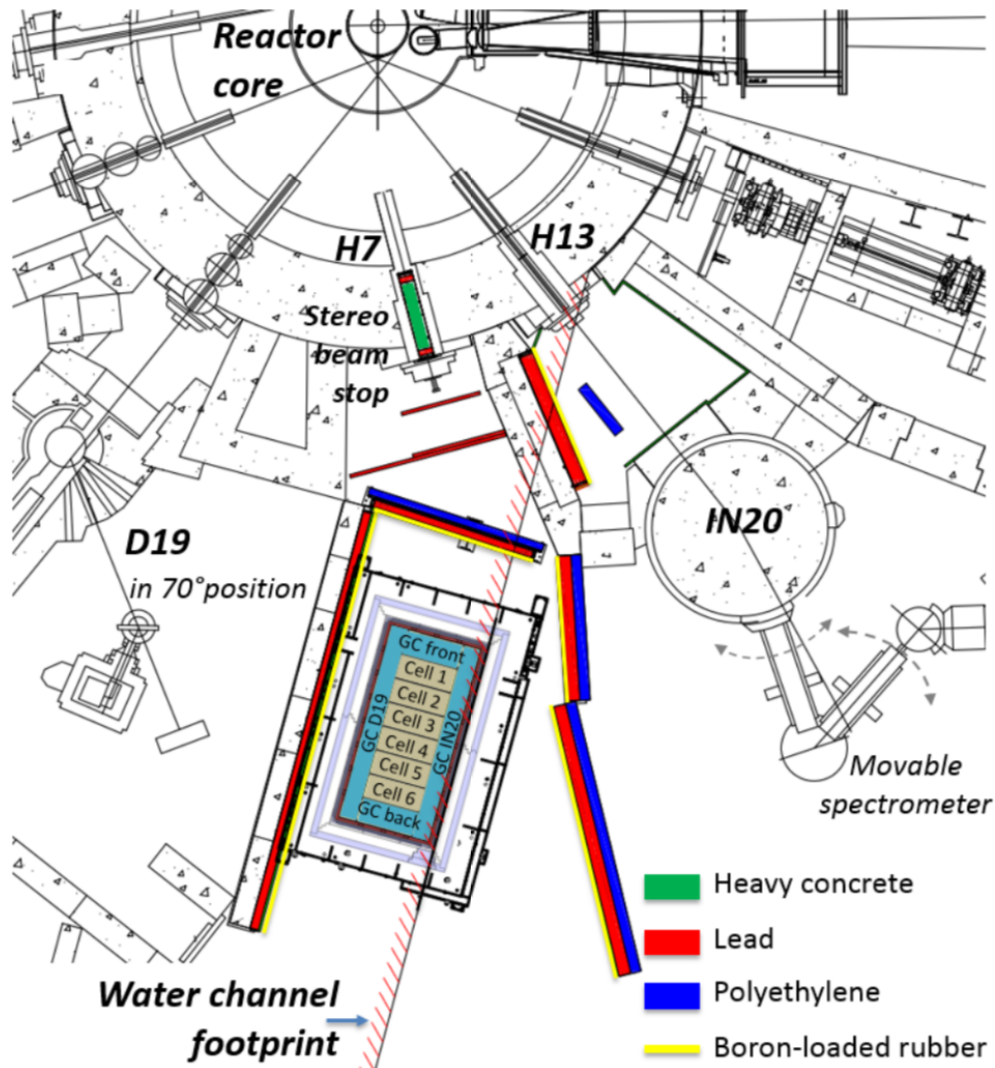 Reactor
core
H7
H13
Stereo
beam
stop
D19
in 70°position
IN20
GC front
Cell 1
Cell 2
Cell 3
Cell 4
Cell 5
Cell 6
GC D19
GC IN20
GC back
Movable
spectrometer
Heavy concrete
Lead
Polyethylene
Boron-loaded rubber
Water channel
footprint